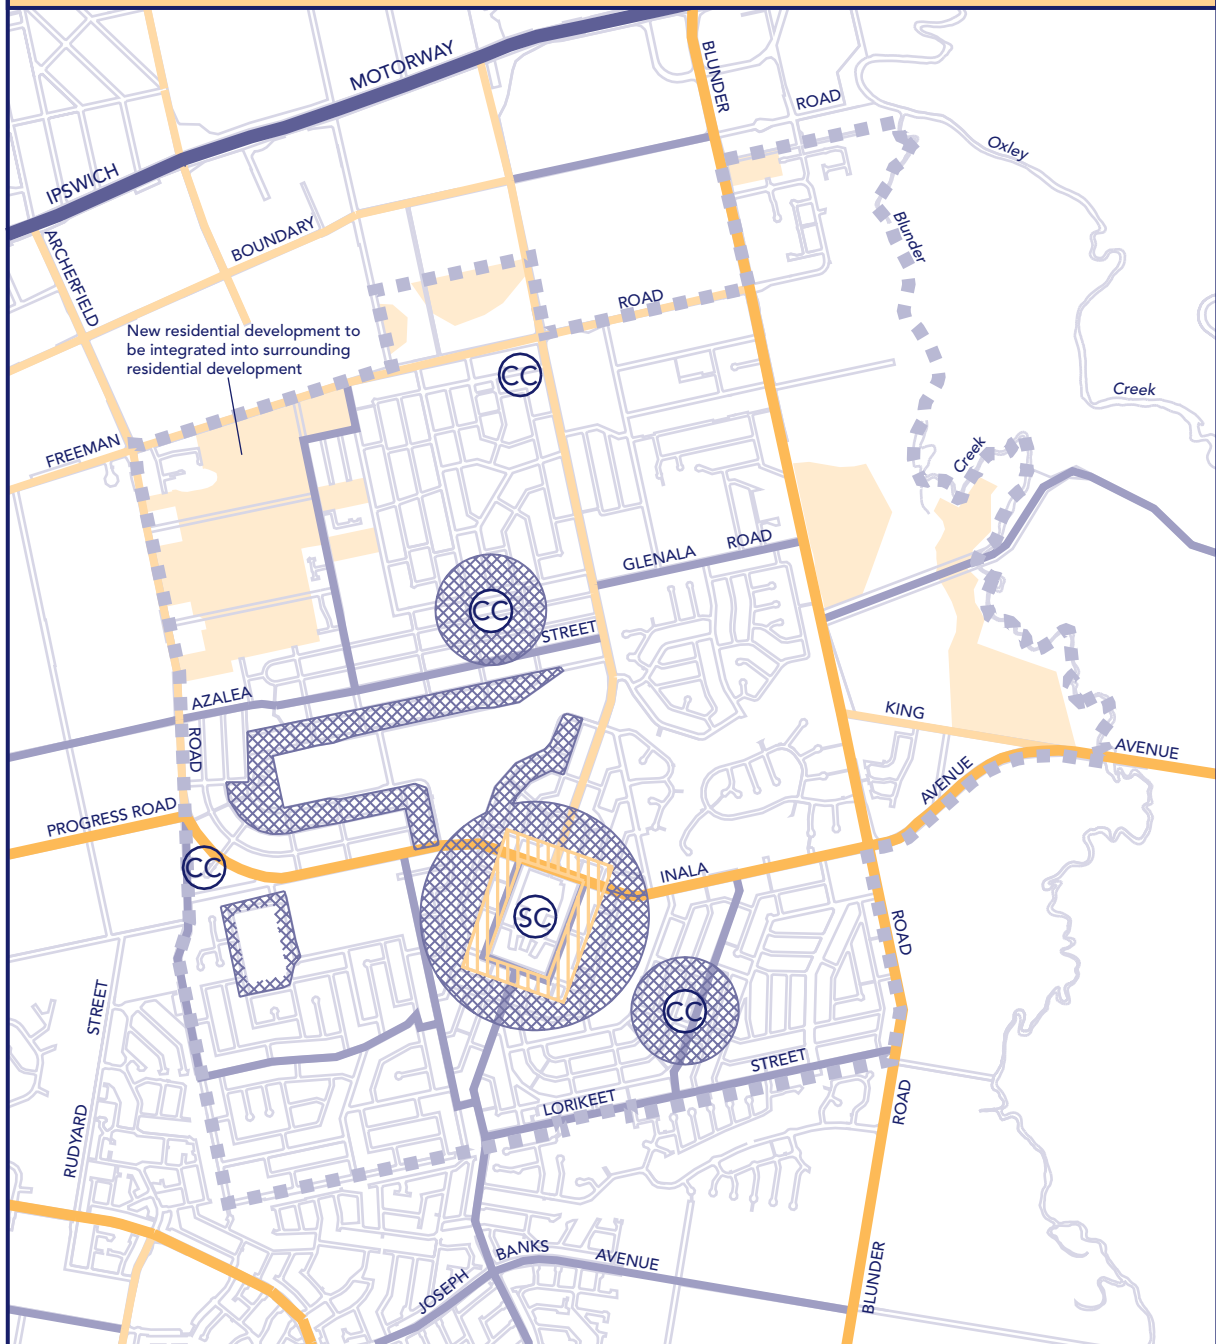 BLUNDER
MOTORWAY
ROAD
Oxley
IPSWICH
Blunder
ARCHERFIELD
BOUNDARY
ROAD
New residential development to
be integrated into surrounding
residential development
CC
Creek
FREEMAN
Creek
GLENALA
ROAD
CC
STREET
AZALEA
KING
ROAD
AVENUE
AVENUE
PROGRESS ROAD
CC
INALA
SC
ROAD
STREET
CC
STREET
LORIKEET
ROAD
RUDYARD
BANKS
AVENUE
JOSEPH
BLUNDER